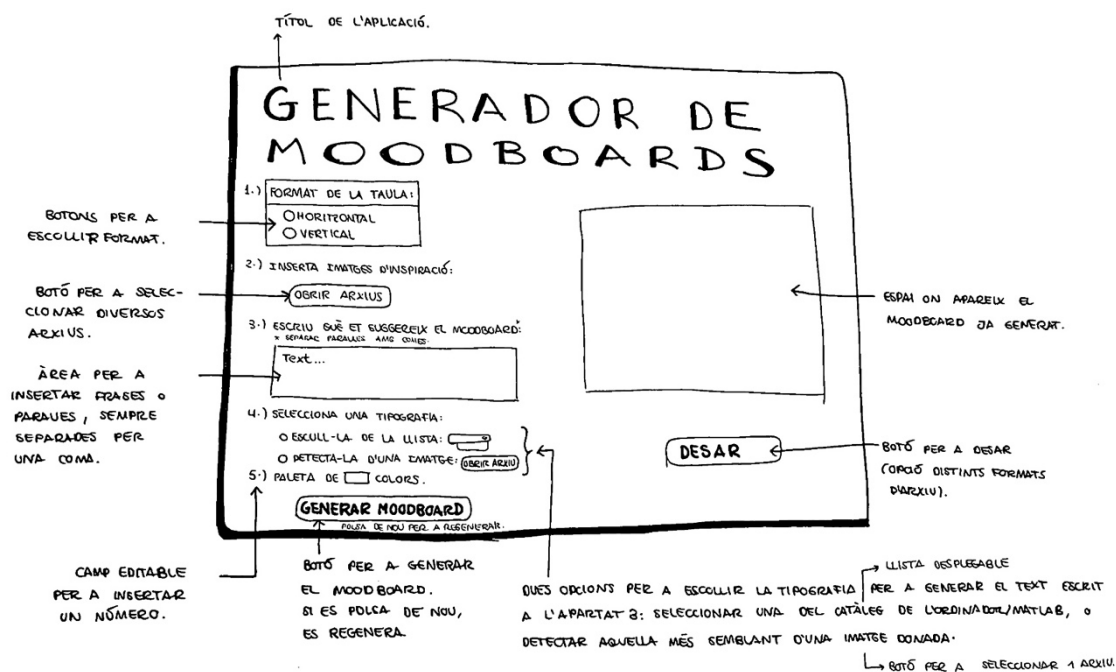 TÍTOL DE L'APLICACIÓ.
GENERADOR DE
MOODBOARDS
1.) FORMAT DE LA TAULA:
HORITZONTAL
VERTICAL
BOTONS PER A
ESCOLLIR FORMAT.
2.) INSERTA IMATGES D'INSPIRACIÓ:
OBRIR ARXIUS
BOTÓ PER A SELEC-
CIONAR DIVERSOS
ARXIUS.
3.) ESCRIU QUÈ ET SUGGEREIX EL MOODBOARD*:
* SEPARAR PARAULES AMB COMES.
Text...
ÀREA PER A
INSERTAR FRASES O
PARAULES, SEMPRE
SEPARADES PER
UNA COMA.
4.) SELECCIONA UNA TIPOGRAFIA:
ESCULL-LA DE LA LLISTA:
DETECTA-LA D'UNA IMATGE: OBRIR ARXIU
5.) PALETA DE COLORS.
GENERAR MOODBOARD
POLSA DE NOU PER A REGENERAR.
ESPAI ON APAREIX EL
MOODBOARD JA GENERAT.
DESAR
BOTÓ PER A DESAR
(OPCIÓ DISTINTS FORMATS
D'ARXIU).
CAMP EDITABLE
PER A INSERTAR
UN NÚMERO.
BOTÓ PER A GENERAR
EL MOODBOARD.
SI ES POLSA DE NOU,
ES REGENERA.
LLISTA DESPLEGABLE
DUES OPCIONS PER A ESCOLLIR LA TIPOGRAFIA PER A GENERAR EL TEXT ESCRIT
A L'APARTAT 3: SELECCIONAR UNA DEL CATÀLEG DE L'ORDINADOR/MATLAB, O
DETECTAR AQUELLA MÉS SEMBLANT D'UNA IMATGE DONADA.
BOTÓ PER A SELECCIONAR 1 ARXIU.